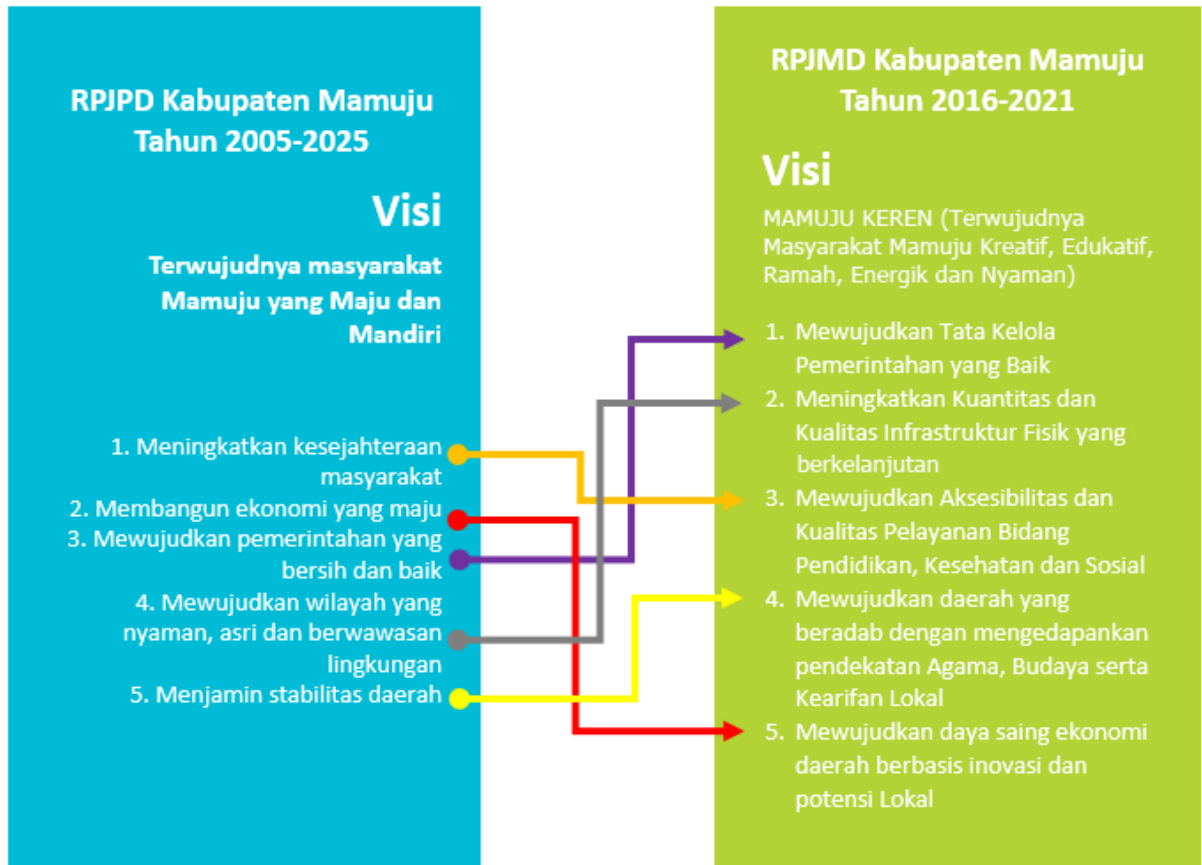 RPJPD Kabupaten Mamuju
Tahun 2005-2025
Visi
Terwujudnya masyarakat
Mamuju yang Maju dan
Mandiri
1. Meningkatkan kesejahteraan
masyarakat
2. Membangun ekonomi yang maju
3. Mewujudkan pemerintahan yang
bersih dan baik
4. Mewujudkan wilayah yang
nyaman, asri dan berwawasan
lingkungan
5. Menjamin stabilitas daerah
RPJMD Kabupaten Mamuju
Tahun 2016-2021
Visi
MAMUJU KEREN (Terwujudnya
Masyarakat Mamuju Kreatif, Edukatif,
Ramah, Energik dan Nyaman)
1. Mewujudkan Tata Kelola
Pemerintahan yang Baik
2. Meningkatkan Kuantitas dan
Kualitas Infrastruktur Fisik yang
berkelanjutan
3. Mewujudkan Aksesibilitas dan
Kualitas Pelayanan Bidang
Pendidikan, Kesehatan dan Sosial
4. Mewujudkan daerah yang
beradab dengan mengedapankan
pendekatan Agama, Budaya serta
Kearifan Lokal
5. Mewujudkan daya saing ekonomi
daerah berbasis inovasi dan
potensi Lokal